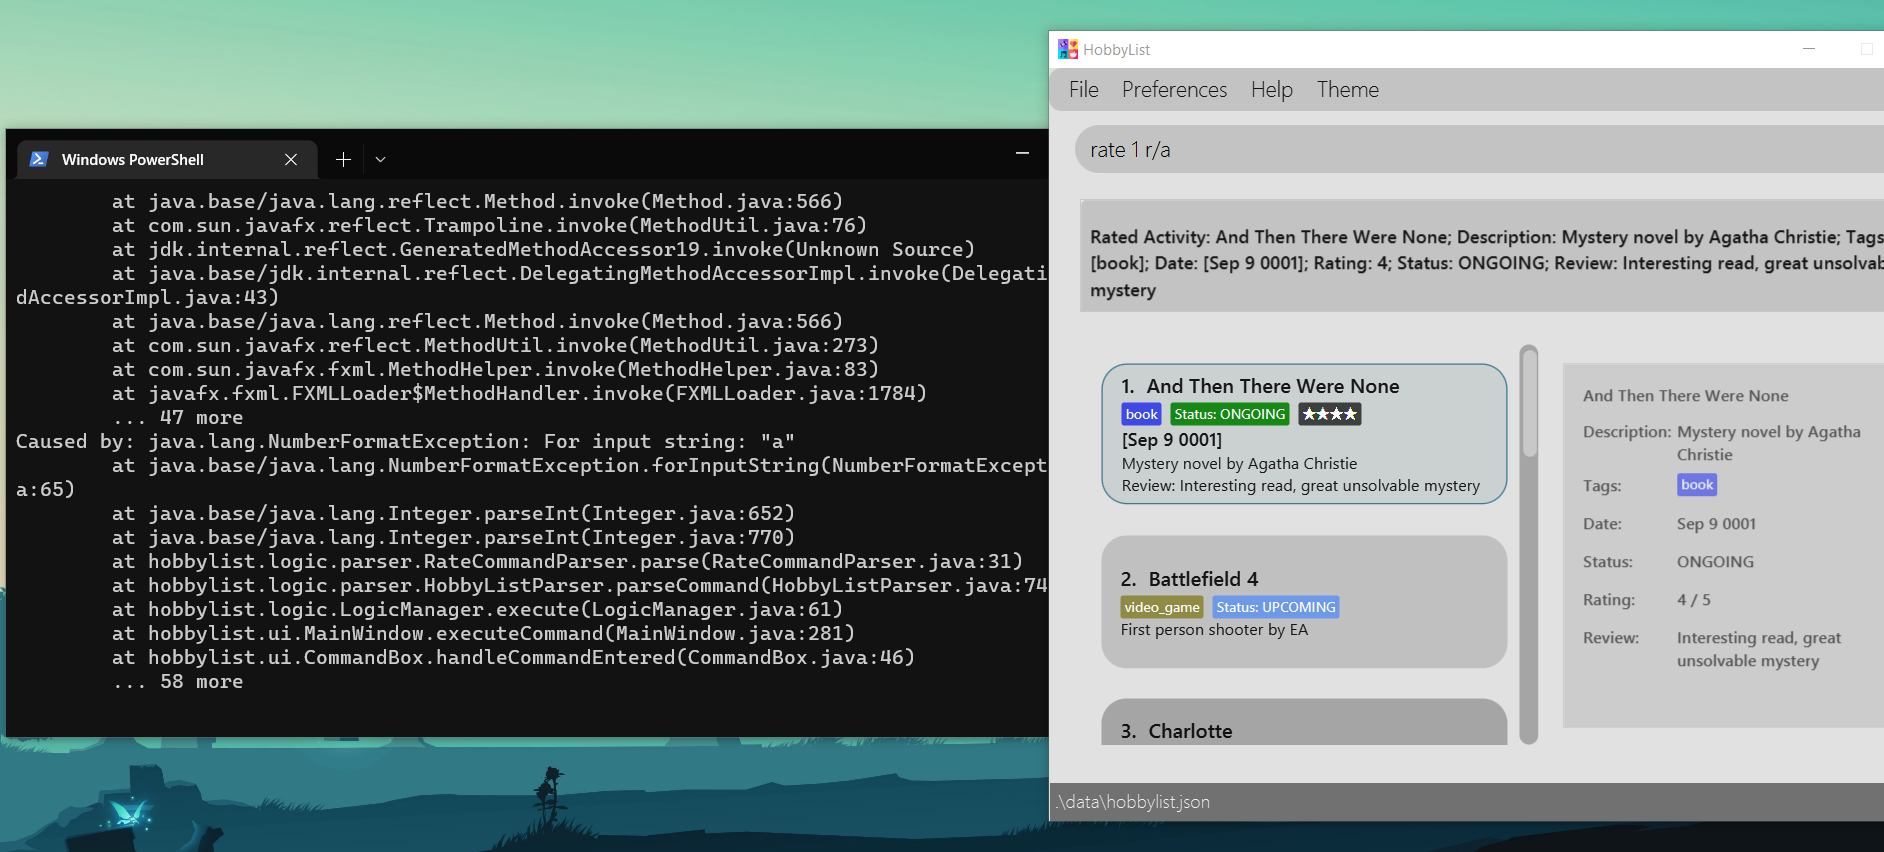 Windows PowerShell
at java.base/java.lang.reflect.Method.invoke(Method.java:566)
at com.sun.javafx.reflect.Trampoline.invoke(MethodUtil.java:76)
at jdk.internal.reflect.GeneratedMethodAccessor19.invoke(Unknown Source)
at java.base/jdk.internal.reflect.DelegatingMethodAccessorImpl.invoke(Delegati
dAccessorImpl.java:43)
at java.base/java.lang.reflect.Method.invoke(Method.java:566)
at com.sun.javafx.reflect.MethodUtil.invoke(MethodUtil.java:273)
at com.sun.javafx.fxml.MethodHelper.invoke(MethodHelper.java:83)
at javafx.fxml.FXMLLoader$MethodHandler.invoke(FXMLLoader.java:1784)
... 47 more
Caused by: java.lang.NumberFormatException: For input string: "a"
at java.base/java.lang.NumberFormatException.forInputString(NumberFormatExcept
a:65)
at java.base/java.lang.Integer.parseInt(Integer.java:652)
at java.base/java.lang.Integer.parseInt(Integer.java:770)
at hobbylist.logic.parser.RateCommandParser.parse(RateCommandParser.java:31)
at hobbylist.logic.parser.HobbyListParser.parseCommand(HobbyListParser.java:74
at hobbylist.logic.LogicManager.execute(LogicManager.java:61)
at hobbylist.ui.MainWindow.executeCommand(MainWindow.java:281)
at hobbylist.ui.CommandBox.handleCommandEntered(CommandBox.java:46)
... 58 more
HobbyList
File Preferences Help Theme
rate 1 r/a
Rated Activity: And Then There Were None; Description: Mystery novel by Agatha Christie; Tags
[book]; Date: [Sep 9 0001]; Rating: 4; Status: ONGOING; Review: Interesting read, great unsolvab
mystery
1. And Then There Were None
book Status: ONGOING ★★★★
[Sep 9 0001]
Mystery novel by Agatha Christie
Review: Interesting read, great unsolvable mystery
2. Battlefield 4
video_game Status: UPCOMING
First person shooter by EA
3. Charlotte
And Then There Were None
Description: Mystery novel by Agatha
Christie
Tags: book
Date: Sep 9 0001
Status: ONGOING
Rating: 4 / 5
Review: Interesting read, great
unsolvable mystery
.\data\hobbylist.json